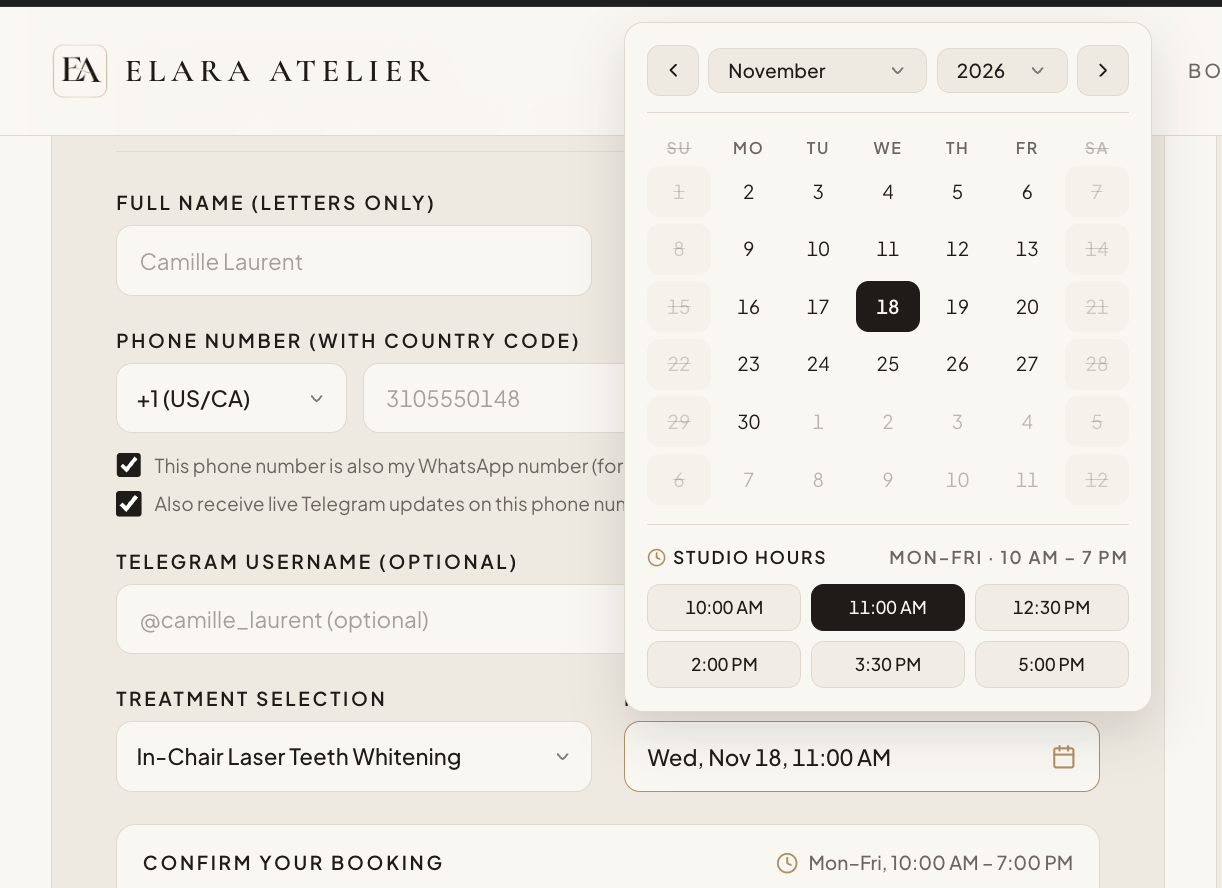 EA
ELARA ATELIER
BO
November
2026
SU MO TU WE TH FR SA
1 2 3 4 5 6 7
8 9 10 11 12 13 14
15 16 17 18 19 20 21
22 23 24 25 26 27 28
29 30 1 2 3 4 5
6 7 8 9 10 11 12
STUDIO HOURS
MON–FRI · 10 AM – 7 PM
10:00 AM
11:00 AM
12:30 PM
2:00 PM
3:30 PM
5:00 PM
FULL NAME (LETTERS ONLY)
Camille Laurent
PHONE NUMBER (WITH COUNTRY CODE)
+1 (US/CA)
3105550148
This phone number is also my WhatsApp number (for
Also receive live Telegram updates on this phone
TELEGRAM USERNAME (OPTIONAL)
@camille_laurent (optional)
TREATMENT SELECTION
In-Chair Laser Teeth Whitening
Wed, Nov 18, 11:00 AM
CONFIRM YOUR BOOKING
Mon–Fri, 10:00 AM – 7:00 PM